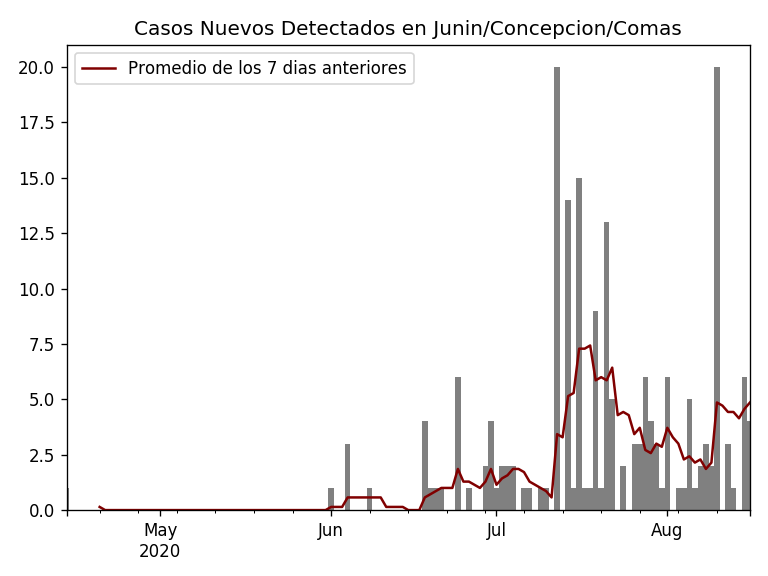 Casos Nuevos Detectados en Junin/Concepcion/Comas
Promedio de los 7 dias anteriores
20.0
17.5
15.0
12.5
10.0
7.5
5.0
2.5
0.0
May
2020
Jun
Jul
Aug